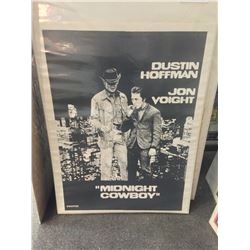 DUSTIN
HOFFMAN
JON
VOIGHT
"MIDNIGHT
COWBOY"